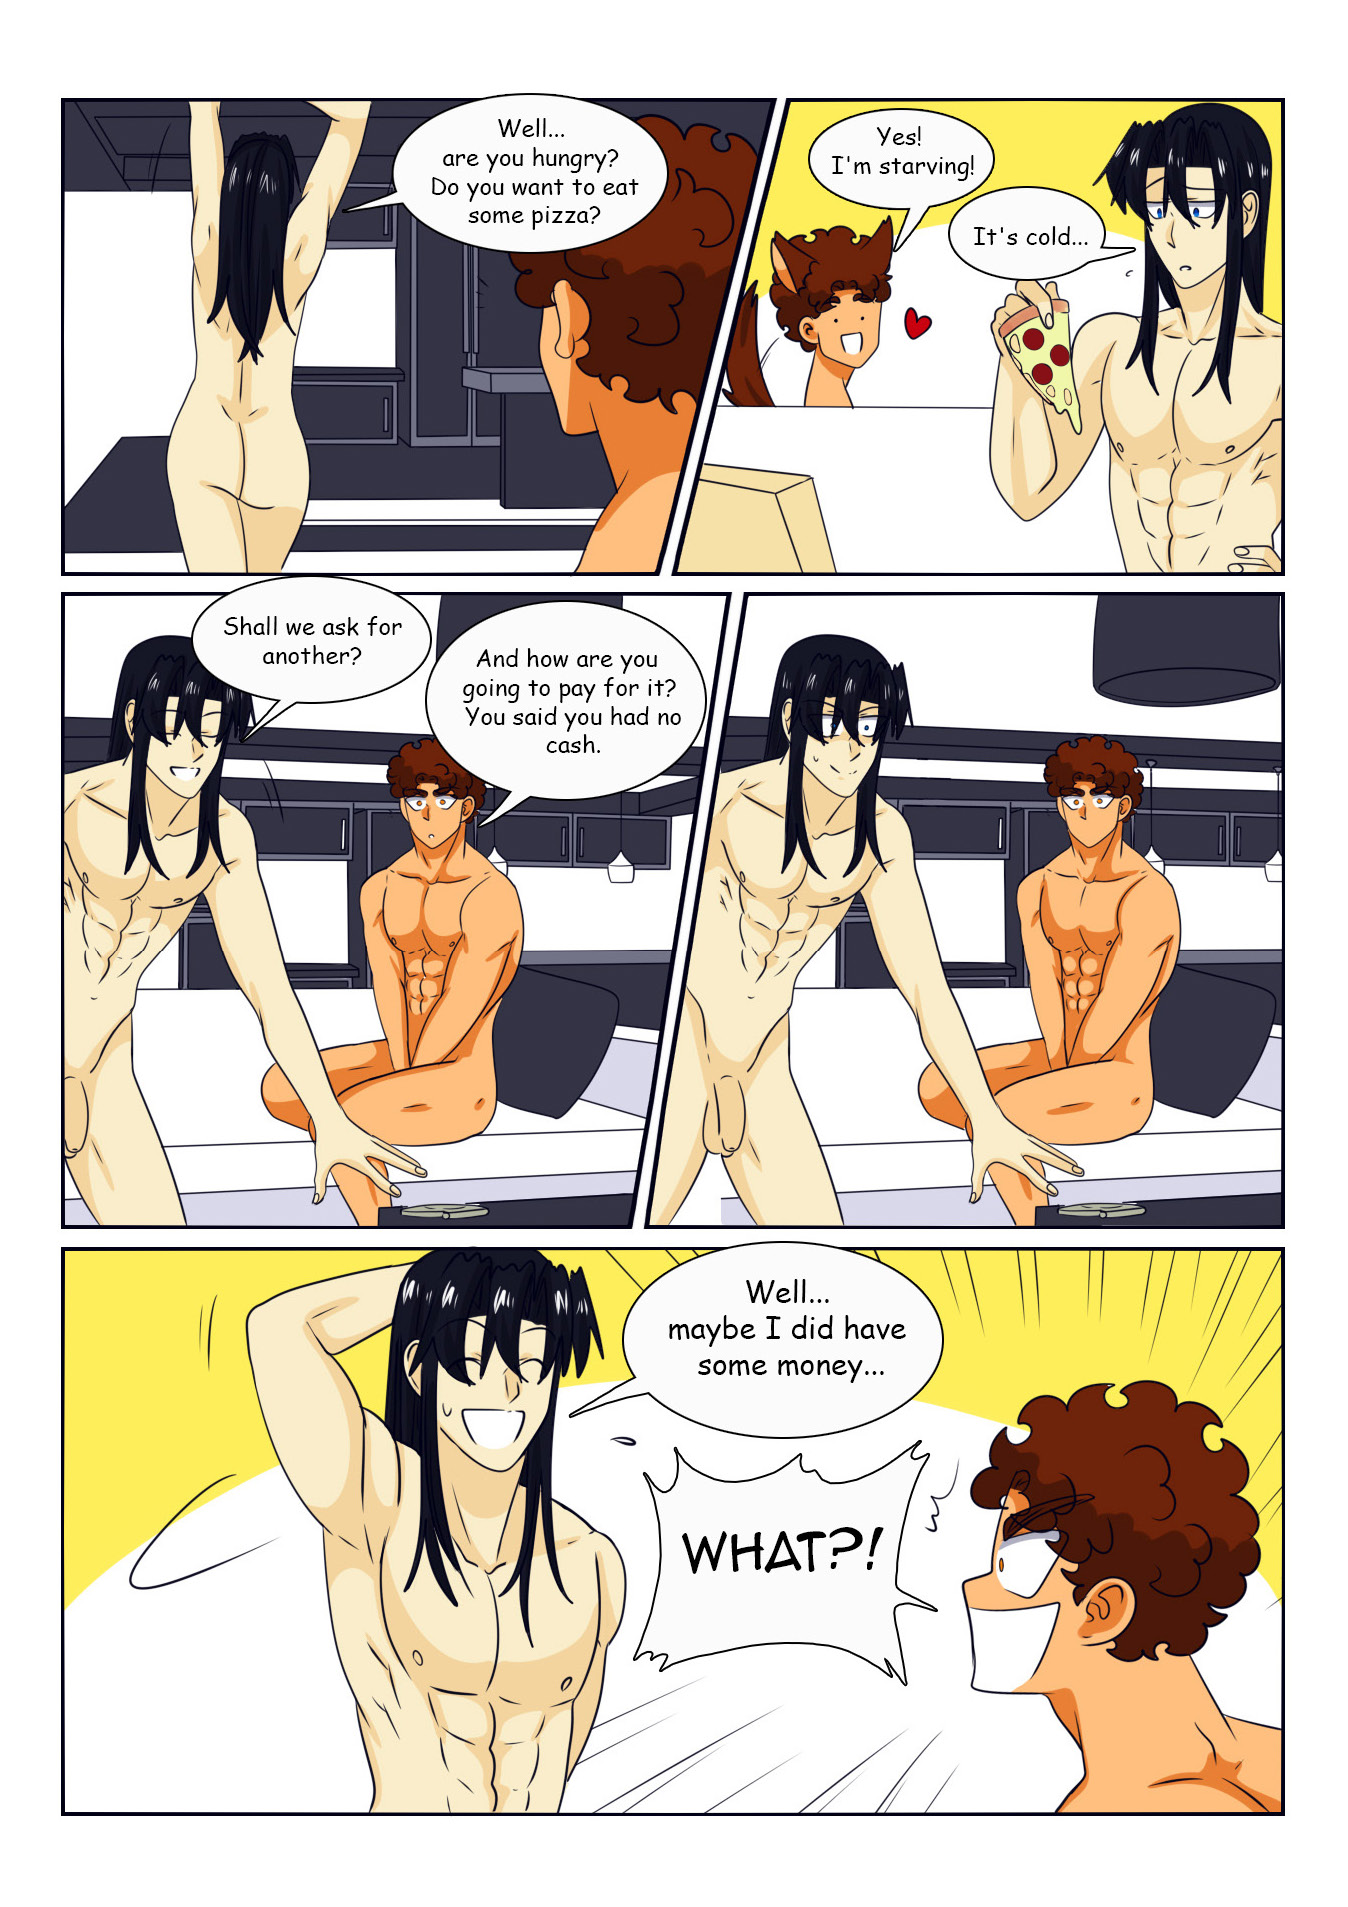 Well...
are you hungry?
Do you want to eat
some pizza?
Yes!
I'm starving!
It's cold...
Shall we ask for
another?
And how are you
going to pay for it?
You said you had no
cash.
Well...
maybe I did have
some money...
WHAT?!